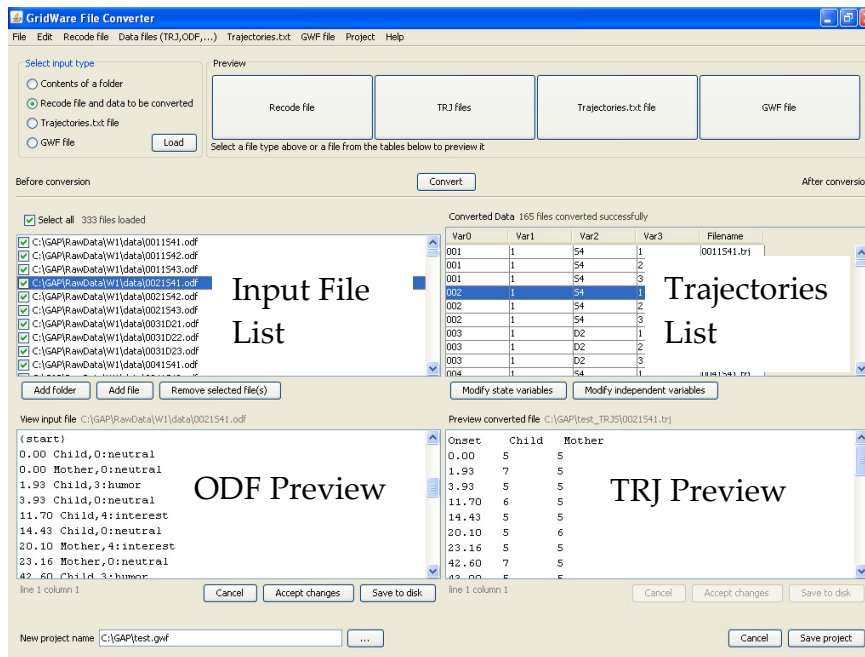 GridWare File Converter
File Edit Recode file Data files (TRJ,ODF,...) Trajectories.txt GWF file Project Help
Select input type
Contents of a folder
Recode file and data to be converted
Trajectories.txt file
GWF file
Load
Preview
Recode file
TRJ files
Trajectories.txt file
GWF file
Select a file type above or a file from the tables below to preview it
Before conversion
Convert
After conversio
Select all 333 files loaded
C:\GAP\RawData\W1\data\0011S41.odf
C:\GAP\RawData\W1\data\0011S42.odf
C:\GAP\RawData\W1\data\0011S43.odf
C:\GAP\RawData\W1\data\0021S41.odf
C:\GAP\RawData\W1\data\0021S42.odf
C:\GAP\RawData\W1\data\0021S43.odf
C:\GAP\RawData\W1\data\0031D21.odf
C:\GAP\RawData\W1\data\0031D22.odf
C:\GAP\RawData\W1\data\0031D23.odf
C:\GAP\RawData\W1\data\0041S41.odf
Input File
List
Add folder
Add file
Remove selected file(s)
Converted Data 165 files converted successfully
Var0 Var1 Var2 Var3 Filename
001 1 S4 1 0011S41.trj
001 1 S4 2
001 1 S4 3
002 1 S4 1
002 1 S4 2
002 1 S4 3
003 1 D2 1
003 1 D2 2
003 1 D2 3
004 1 S4 1 0041S41.trj
Trajectories
List
Modify state variables
Modify independent variables
View input file C:\GAP\RawData\W1\data\0021S41.odf
(start)
0.00 Child,0:neutral
0.00 Mother,0:neutral
1.93 Child,3:humor
3.93 Child,0:neutral
11.70 Child,4:interest
14.43 Child,0:neutral
20.10 Mother,4:interest
23.16 Mother,0:neutral
42.60 Child,3:humor
ODF Preview
line 1 column 1
Cancel
Accept changes
Save to disk
Preview converted file C:\GAP\test_TRJS\0021S41.trj
Onset Child Mother
0.00 5 5
1.93 7 5
3.93 5 5
11.70 6 5
14.43 5 5
20.10 5 6
23.16 5 5
42.60 7 5
TRJ Preview
line 1 column 1
Cancel
Accept changes
Save to disk
New project name C:\GAP\test.gwf
...
Cancel
Save project